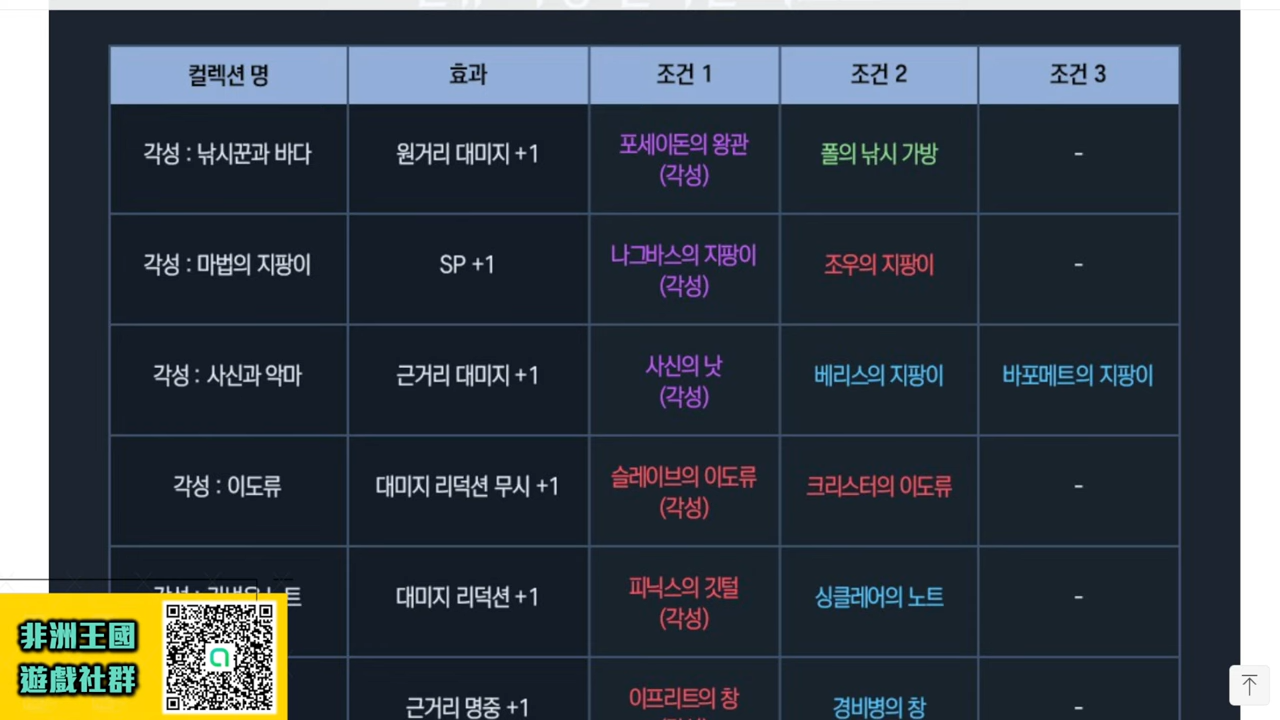 컬렉션 명 효과 조건 1 조건 2 조건 3
각성 : 낚시꾼과 바다 원거리 대미지 +1 포세이돈의 왕관 폴의 낚시 가방 -
(각성)
각성 : 마법의 지팡이 SP +1 나그바스의 지팡이 조우의 지팡이 -
(각성)
각성 : 사신과 악마 근거리 대미지 +1 사신의 낫 베리스의 지팡이 바포메트의 지팡이
(각성)
각성 : 이도류 대미지 리덕션 무시 +1 슬레이브의 이도류 크리스터의 이도류 -
(각성)
대미지 리덕션 +1 피닉스의 깃털 싱클레어의 노트 -
(각성)
근거리 명중 +1 이프리트의 창 경비병의 창 -
非洲王國
遊戲社群